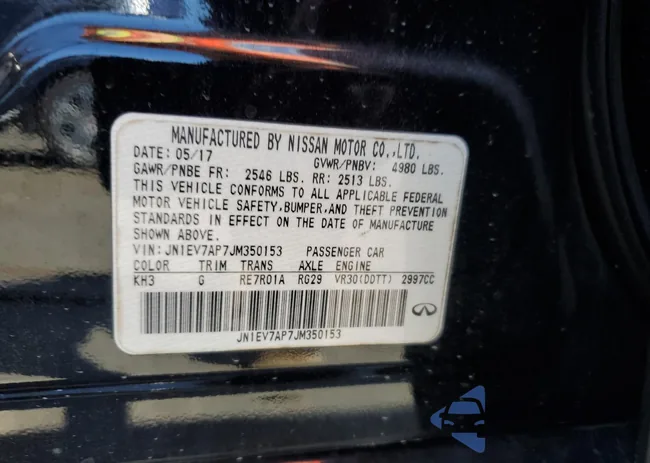 MANUFACTURED BY NISSAN MOTOR CO.,LTD.
DATE: 05/17 GVWR/PNBV: 4980 LBS.
GAWR/PNBE FR: 2546 LBS. RR: 2513 LBS.
THIS VEHICLE CONFORMS TO ALL APPLICABLE FEDERAL
MOTOR VEHICLE SAFETY,BUMPER,AND THEFT PREVENTION
STANDARDS IN EFFECT ON THE DATE OF MANUFACTURE
SHOWN ABOVE.
VIN: JN1EV7AP7JM350153 PASSENGER CAR
COLOR TRIM TRANS AXLE ENGINE
KH3 G RE7R01A RG29 VR30(DDTT) 2997CC
JN1EV7AP7JM350153